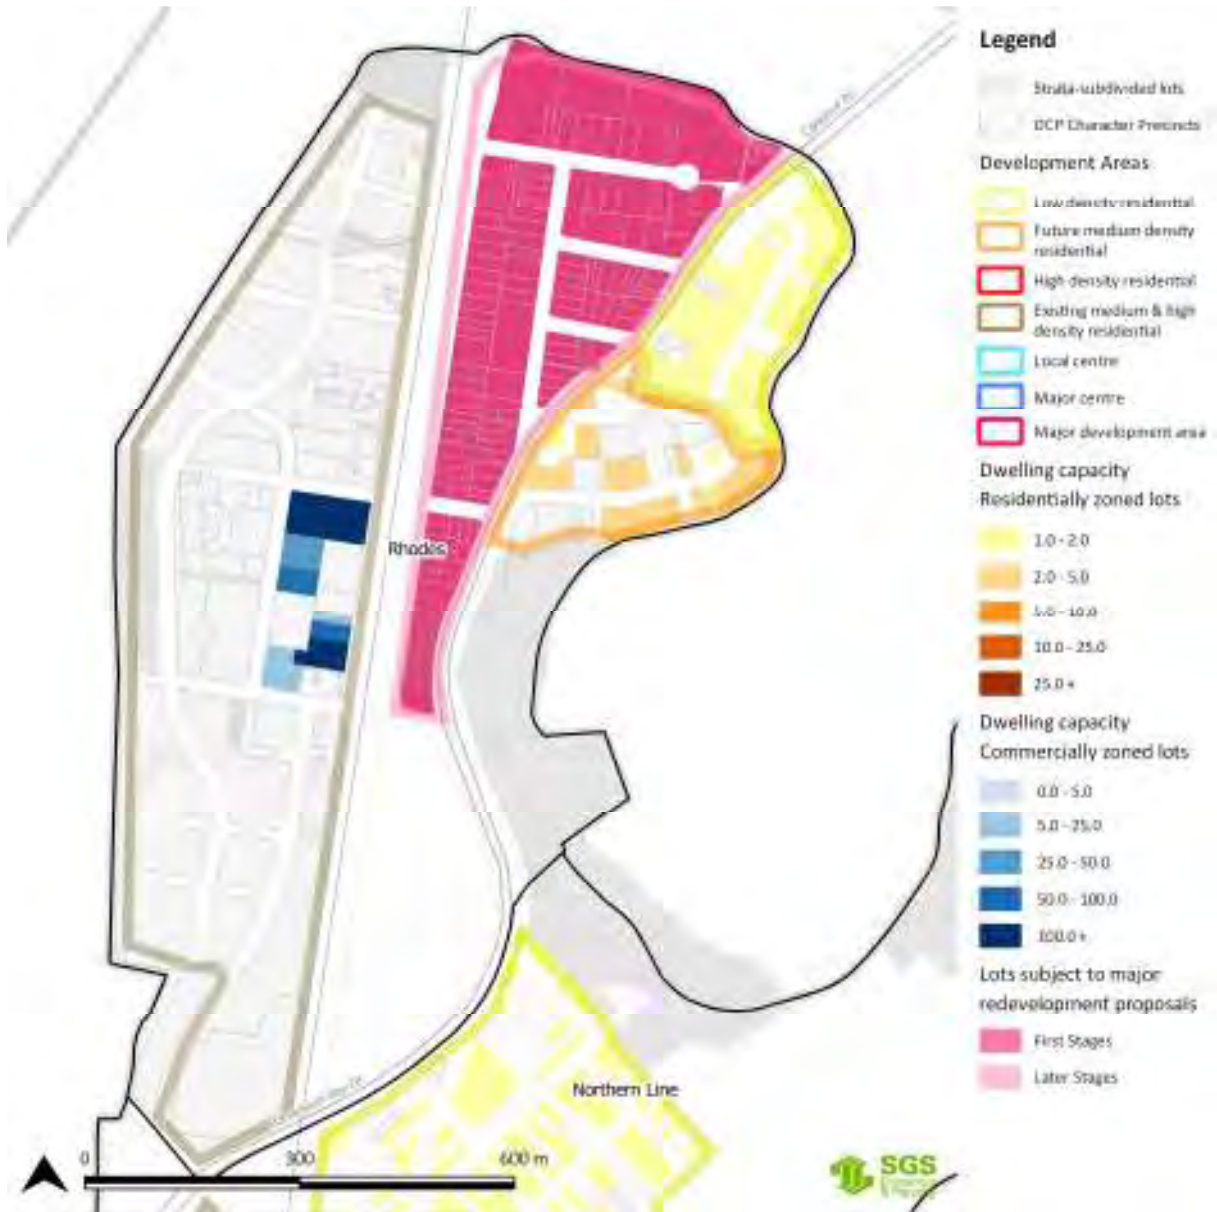 Legend
Strata-subdivided lots
DCP Character Precincts
Development Areas
Low density residential
Future medium density
residential
High density residential
Existing medium & high
density residential
Local centre
Major centre
Major development area
Dwelling capacity
Residentially zoned lots
1.0 - 2.0
2.0 - 5.0
5.0 - 10.0
10.0 - 25.0
25.0 +
Dwelling capacity
Commercially zoned lots
0.0 - 5.0
5.0 - 25.0
25.0 - 50.0
50.0 - 100.0
100.0 +
Lots subject to major
redevelopment proposals
First Stages
Later Stages
Rhodes
Northern Line
0
300
600 m
SGS